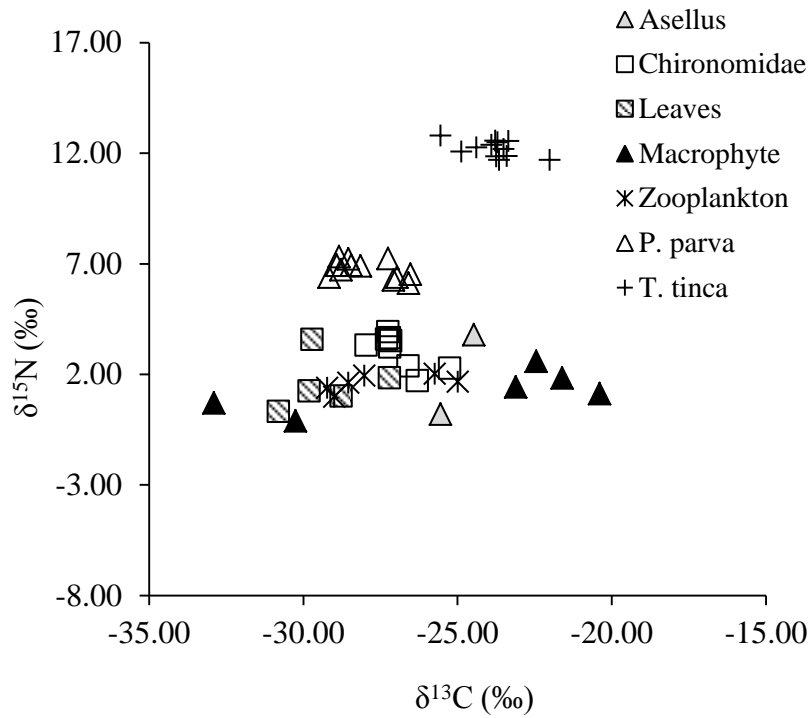 Asellus
Chironomidae
Leaves
Macrophyte
Zooplankton
P. parva
T. tinca
17.00
12.00
7.00
2.00
-3.00
-8.00
δ¹⁵N (‰)
-35.00 -30.00 -25.00 -20.00 -15.00
δ¹³C (‰)